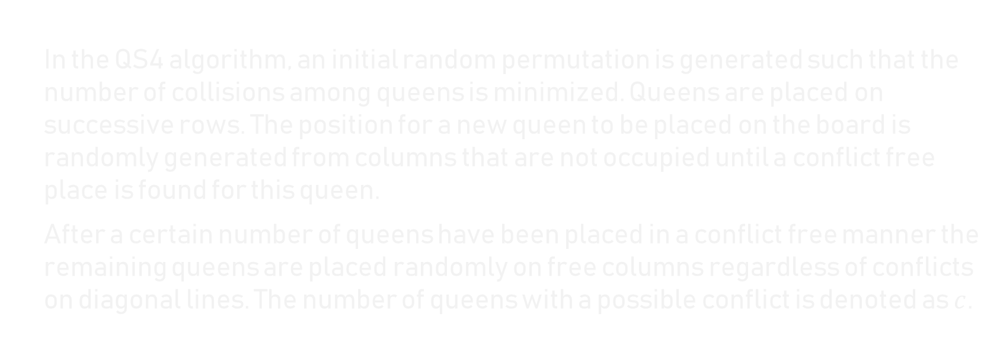 In the QS4 algorithm, an initial random permutation is generated such that the
number of collisions among queens is minimized. Queens are placed on
successive rows. The position for a new queen to be placed on the board is
randomly generated from columns that are not occupied until a conflict free
place is found for this queen.
After a certain number of queens have been placed in a conflict free manner the
remaining queens are placed randomly on free columns regardless of conflicts
on diagonal lines. The number of queens with a possible conflict is denoted as c.